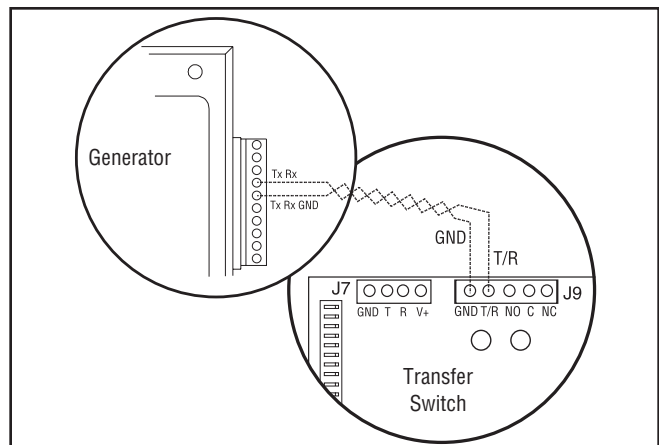 Generator
Tx Rx
Tx Rx GND
GND
T/R
J7
J9
GND T R V+
GND T/R NO C NC
Transfer
Switch